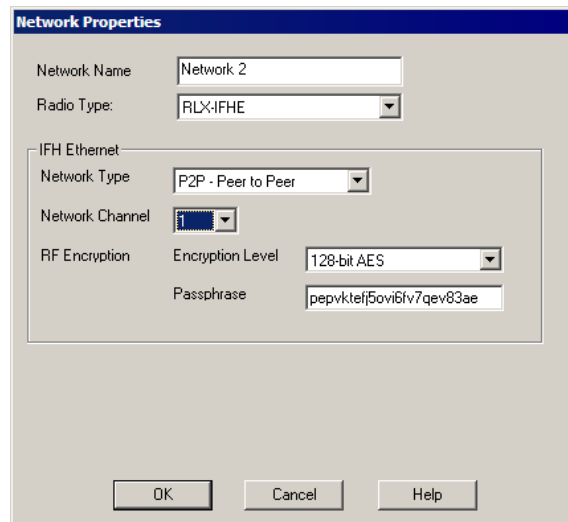 Network Properties
Network Name Network 2
Radio Type: RLX-IFHE
IFH Ethernet
Network Type P2P - Peer to Peer
Network Channel 1
RF Encryption Encryption Level 128-bit AES
Passphrase pepvktefj5ovi6fv7qev83ae
OK Cancel Help